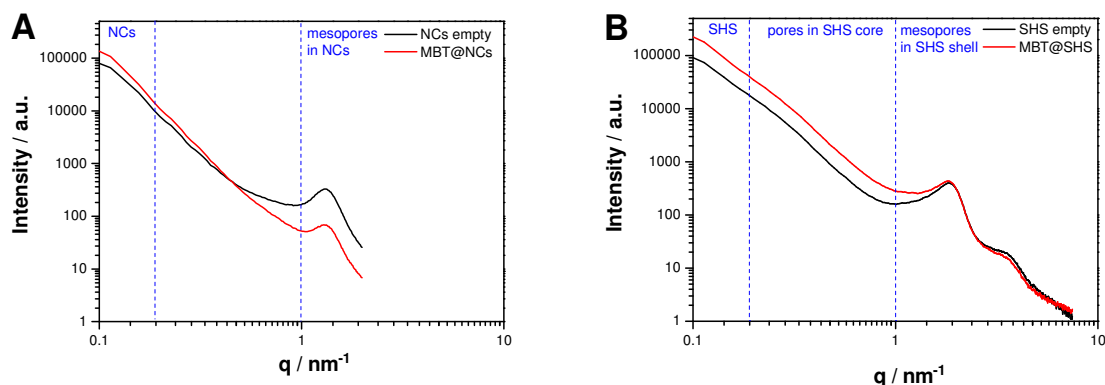 A
NCs
mesopores
in NCs
NCs empty
MBT@NCs
Intensity / a.u.
100000
10000
1000
100
10
1
0.1
1
10
q / nm⁻¹
B
SHS
pores in SHS core
mesopores
in SHS shell
SHS empty
MBT@SHS
Intensity / a.u.
100000
10000
1000
100
10
1
0.1
1
10
q / nm⁻¹